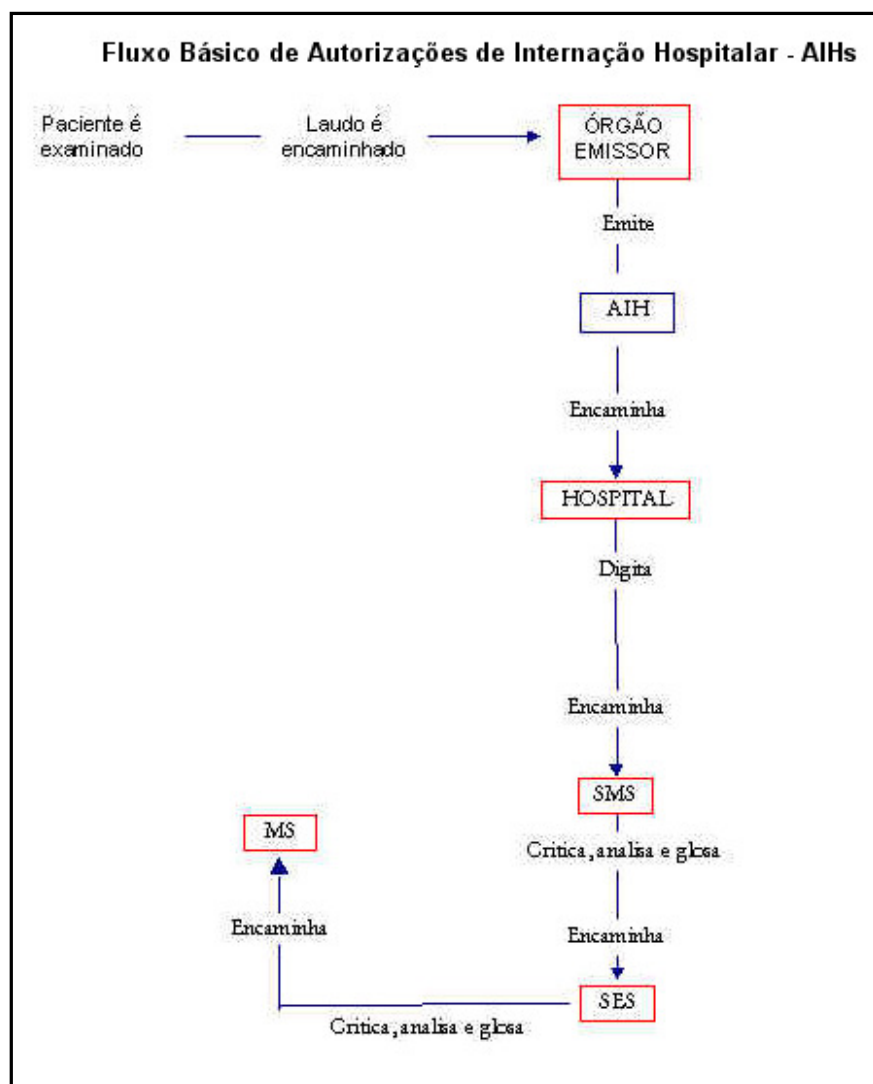 Fluxo Básico de Autorizações de Internação Hospitalar - AIHs
Paciente é
examinado
Laudo é
encaminhado
ÓRGÃO
EMISSOR
Emite
AIH
Encaminha
HOSPITAL
Digita
Encaminha
SMS
Critica, analisa e glosa
Encaminha
SES
Critica, analisa e glosa
Encaminha
MS